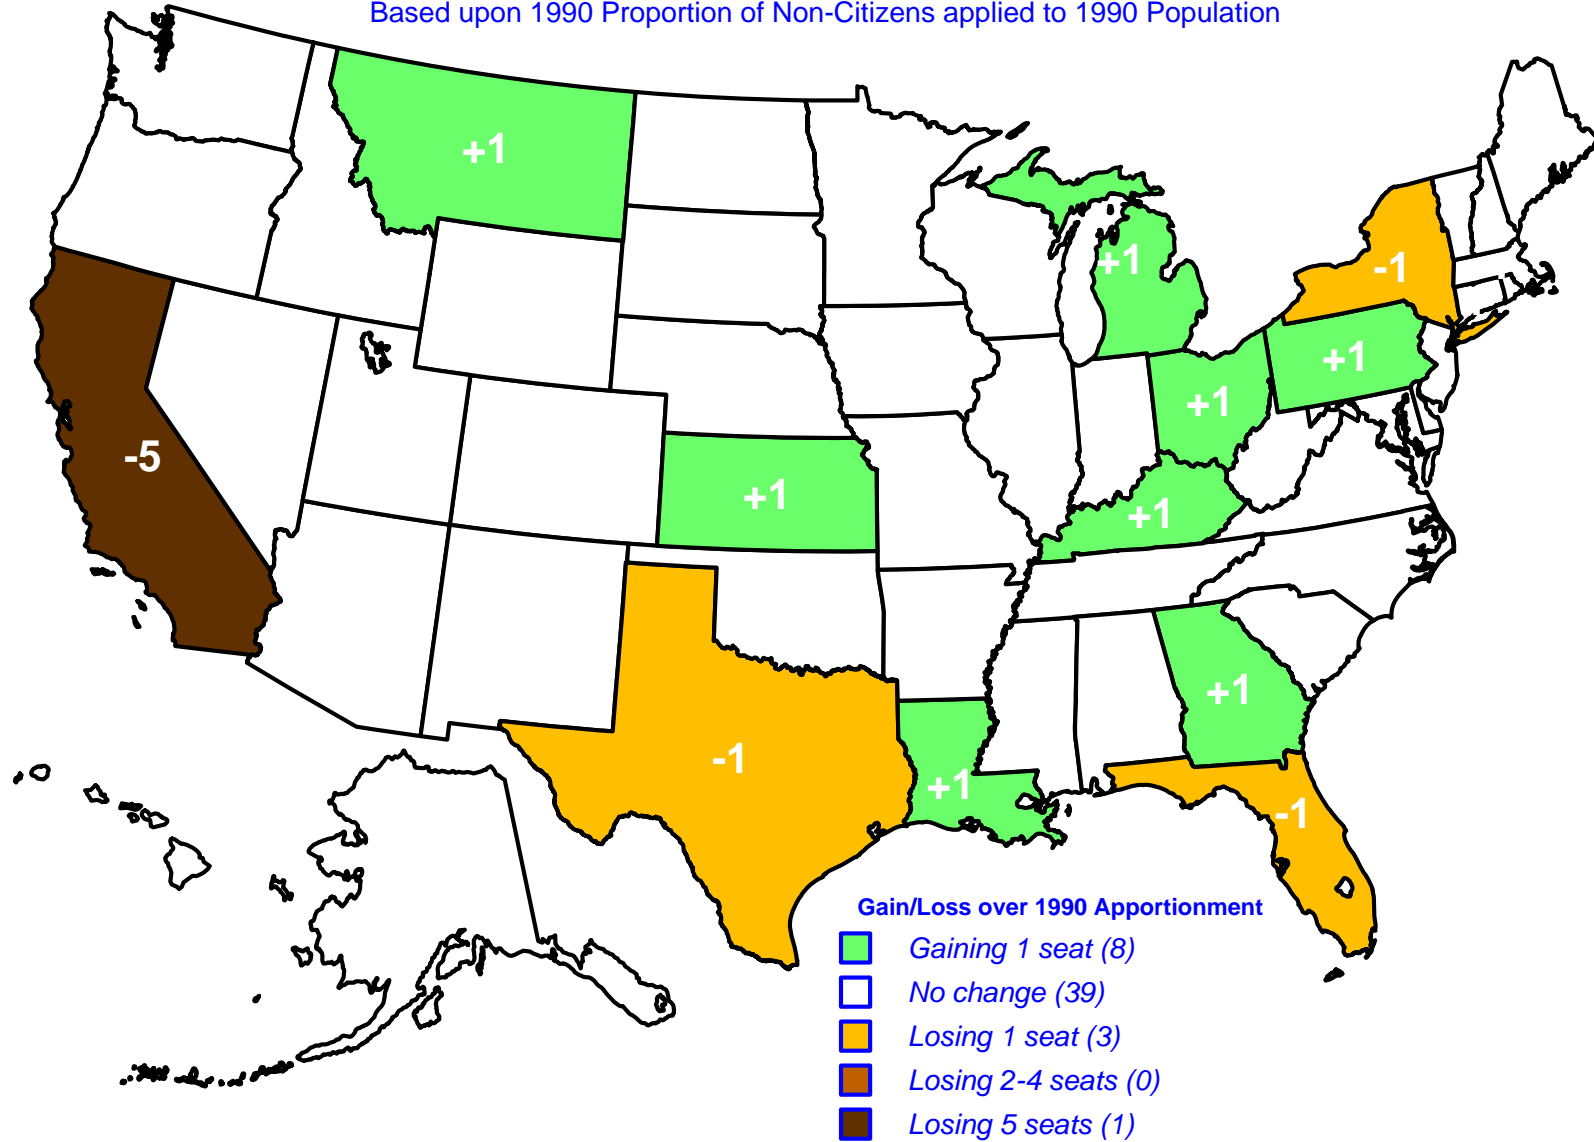 Based upon 1990 Proportion of Non-Citizens applied to 1990 Population
+1
+1
-1
+1
+1
-5
+1
+1
+1
-1
+1
-1
Gain/Loss over 1990 Apportionment
Gaining 1 seat (8)
No change (39)
Losing 1 seat (3)
Losing 2-4 seats (0)
Losing 5 seats (1)